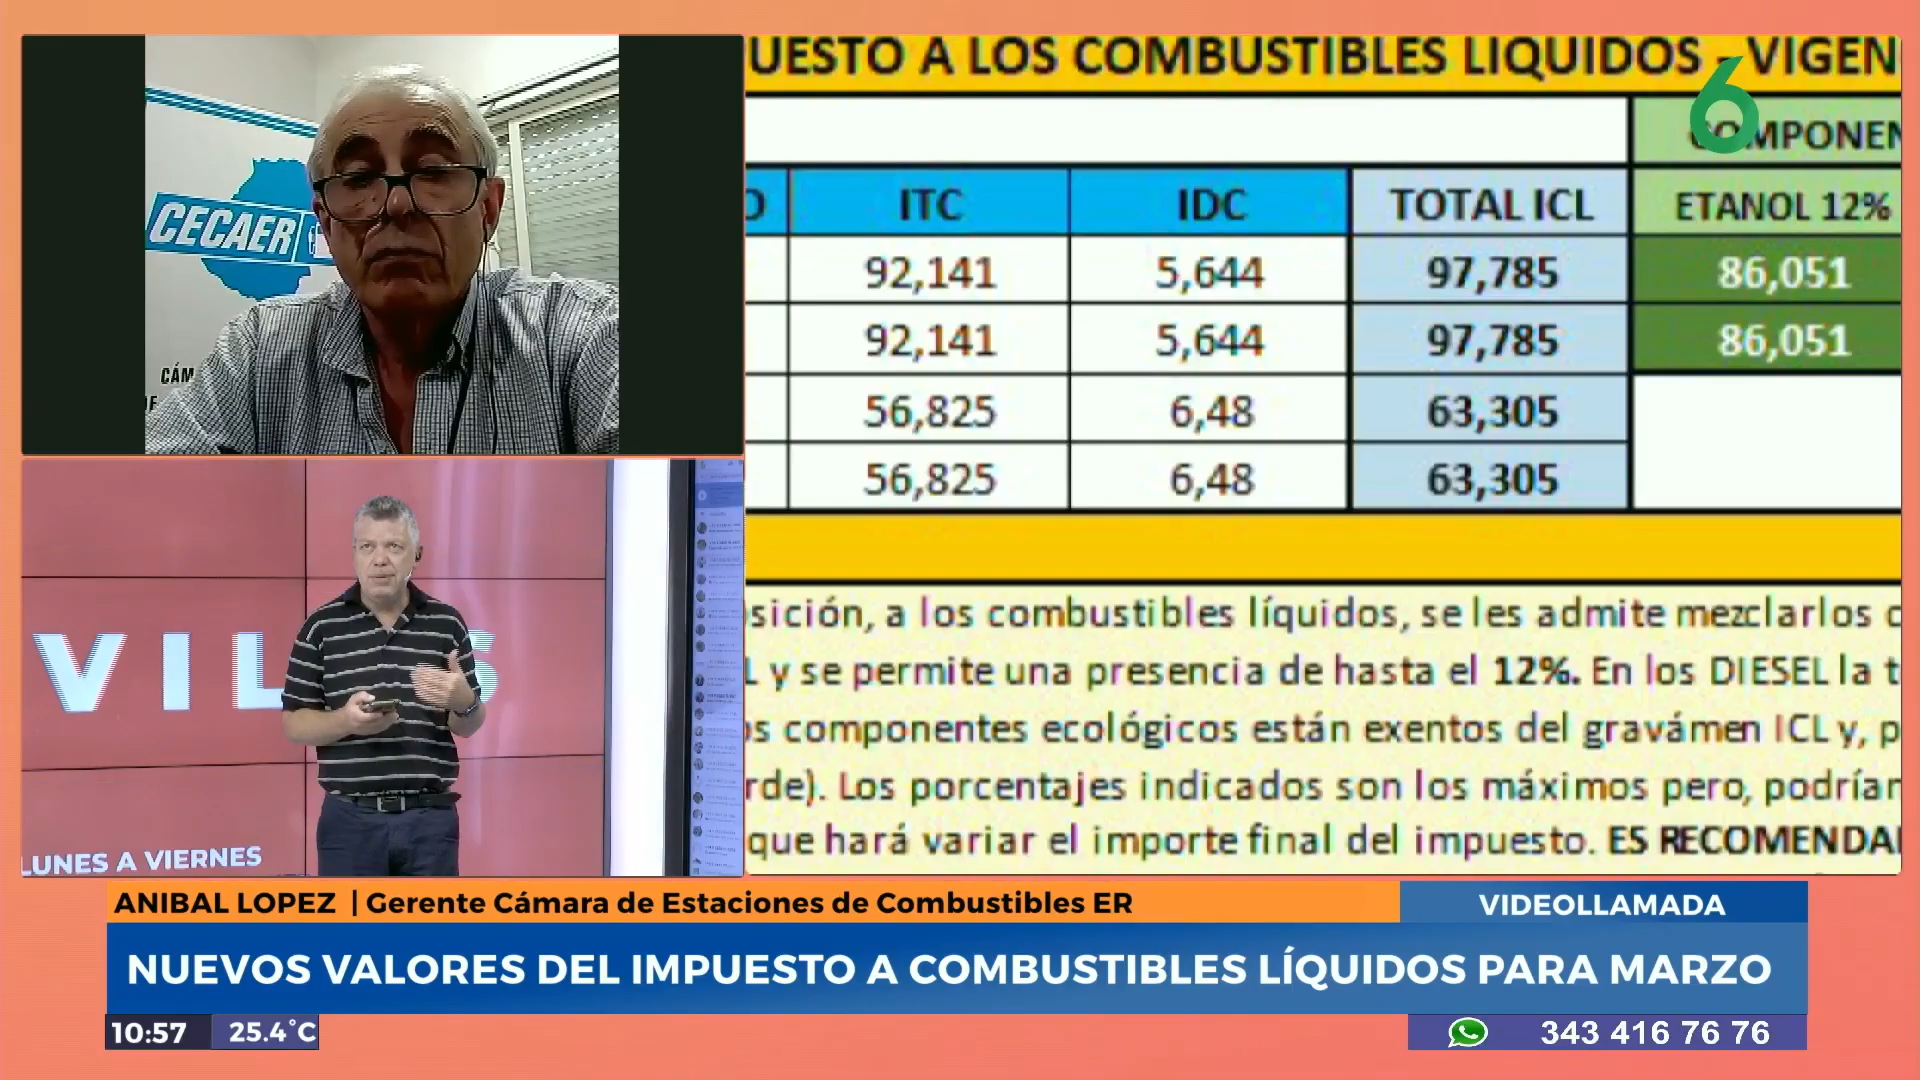 CECAER
CÁM
UESTO A LOS COMBUSTIBLES LIQUIDOS - VIGEN
6
COMPONEN
ITC IDC TOTAL ICL ETANOL 12%
92,141 5,644 97,785 86,051
92,141 5,644 97,785 86,051
56,825 6,48 63,305
56,825 6,48 63,305
sición, a los combustibles líquidos, se les admite mezclarlos c
L y se permite una presencia de hasta el 12%. En los DIESEL la t
s componentes ecológicos están exentos del gravámen ICL y, p
rde). Los porcentajes indicados son los máximos pero, podrían
que hará variar el importe final del impuesto. ES RECOMENDA
VIL S
LUNES A VIERNES
ANIBAL LOPEZ | Gerente Cámara de Estaciones de Combustibles ER
VIDEOLLAMADA
NUEVOS VALORES DEL IMPUESTO A COMBUSTIBLES LÍQUIDOS PARA MARZO
10:57 25.4°C
343 416 76 76